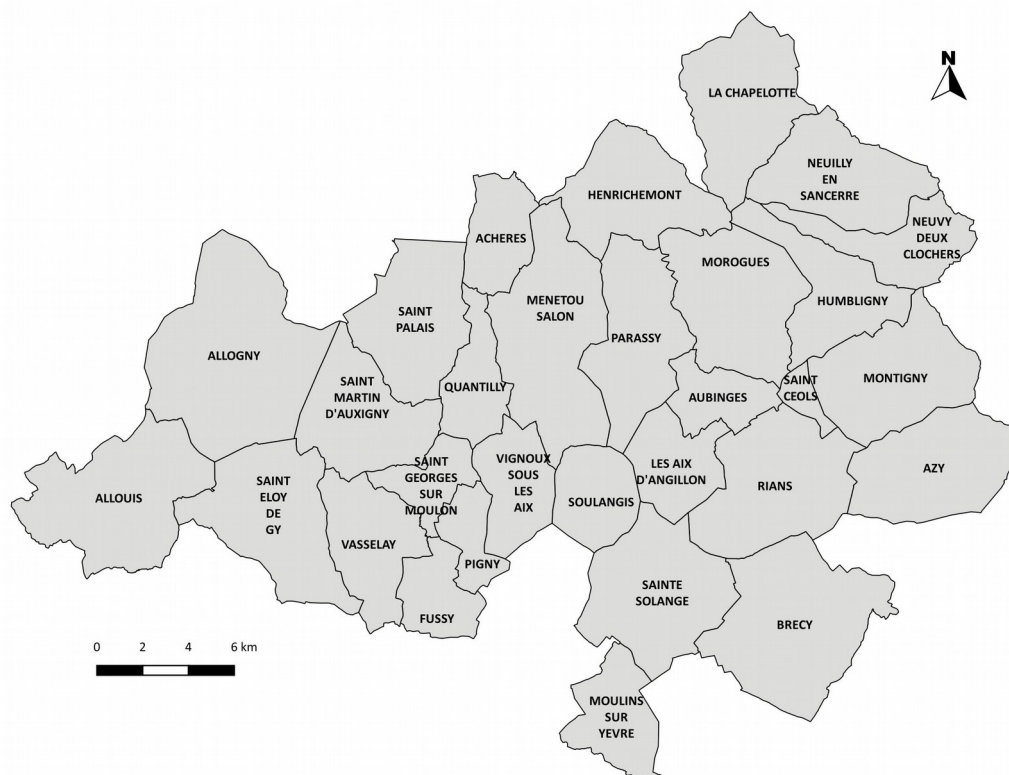 N
LA CHAPELOTTE
NEUILLY
EN
SANCERRE
HENRICHEMONT
NEUVY
DEUX
CLOCHERS
ACHERES
MOROGUES
SAINT
PALAIS
MENETOU
SALON
HUMBLIGNY
PARASSY
ALLOGNY
SAINT
MARTIN
D'AUXIGNY
QUANTILLY
AUBINGES
SAINT
CEOLS
MONTIGNY
ALLOUIS
SAINT
ELOY
DE
GY
SAINT
GEORGES
SUR
MOULON
VIGNOUX
SOUS
LES
AIX
SOULANGIS
LES AIX
D'ANGILLON
RIANS
AZY
VASSELAY
PIGNY
FUSSY
SAINTE
SOLANGE
BRECY
MOULINS
SUR
YEVRE
0 2 4 6 km